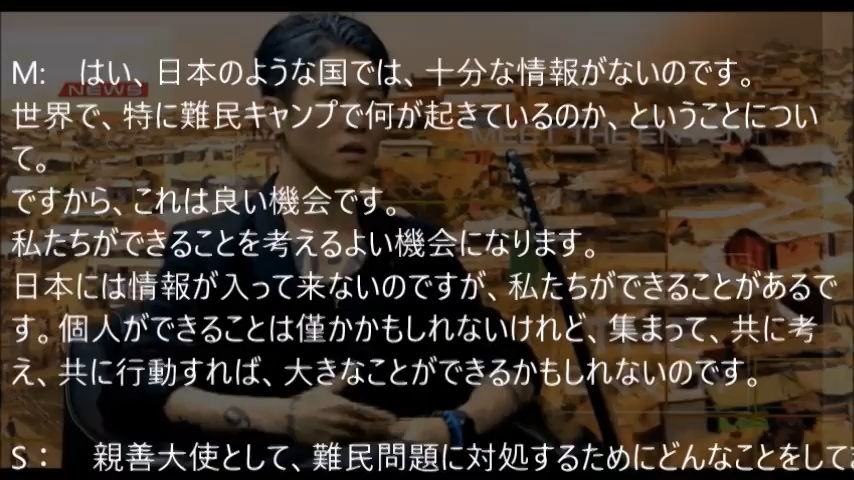 M:　はい、日本のような国では、十分な情報がないのです。
NEWS
世界で、特に難民キャンプで何が起きているのか、ということについ
て。
ですから、これは良い機会です。
私たちができることを考えるよい機会になります。
日本には情報が入って来ないのですが、私たちができることがあるで
す。個人ができることは僅かかもしれないけれど、集まって、共に考
え、共に行動すれば、大きなことができるかもしれないのです。
S：　親善大使として、難民問題に対処するためにどんなことをして